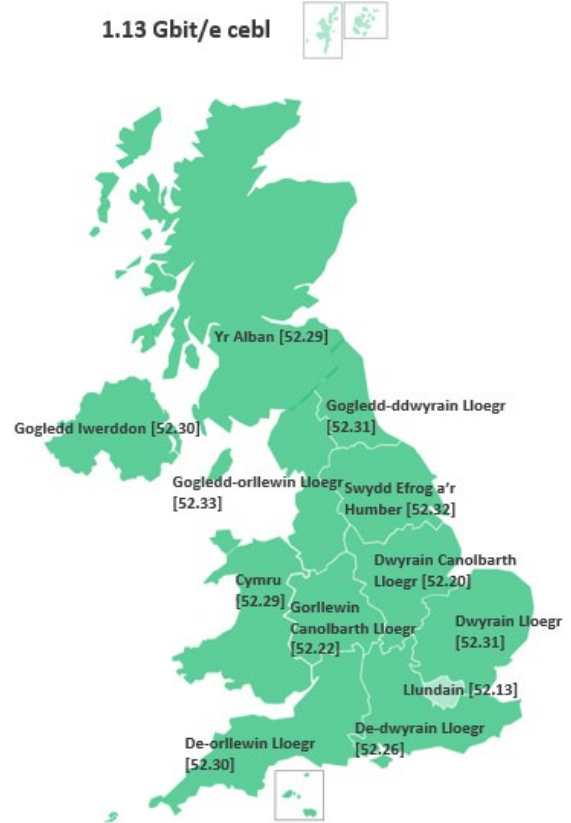 1.13 Gbit/e cebl
Yr Alban [52.29]
Gogledd-ddwyrain Lloegr
[52.31]
Gogledd Iwerddon [52.30]
Gogledd-orllewin Lloegr
[52.33]
Swydd Efrog a'r
Humber [52.32]
Dwyrain Canolbarth
Lloegr [52.20]
Cymru
[52.29]
Gorllewin
Canolbarth Lloegr
[52.22]
Dwyrain Lloegr
[52.31]
Llundain [52.13]
De-dwyrain Lloegr
[52.26]
De-orllewin Lloegr
[52.30]